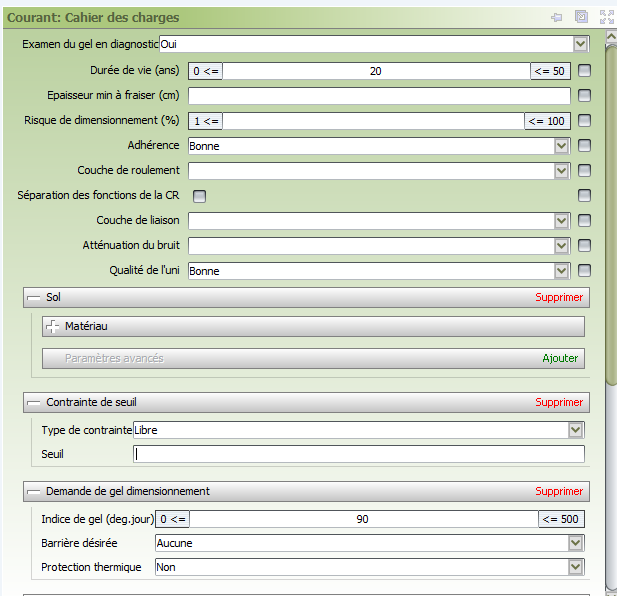 Courant: Cahier des charges
Examen du gel en diagnostic Oui
Durée de vie (ans) 0 <= 20 <= 50
Epaisseur min à fraiser (cm)
Risque de dimensionnement (%) 1 <= <= 100
Adhérence Bonne
Couche de roulement
Séparation des fonctions de la CR
Couche de liaison
Atténuation du bruit
Qualité de l'uni Bonne
Sol Supprimer
Matériau
Paramètres avancés Ajouter
Contrainte de seuil Supprimer
Type de contrainte Libre
Seuil
Demande de gel dimensionnement Supprimer
Indice de gel (deg.jour) 0 <= 90 <= 500
Barrière désirée Aucune
Protection thermique Non